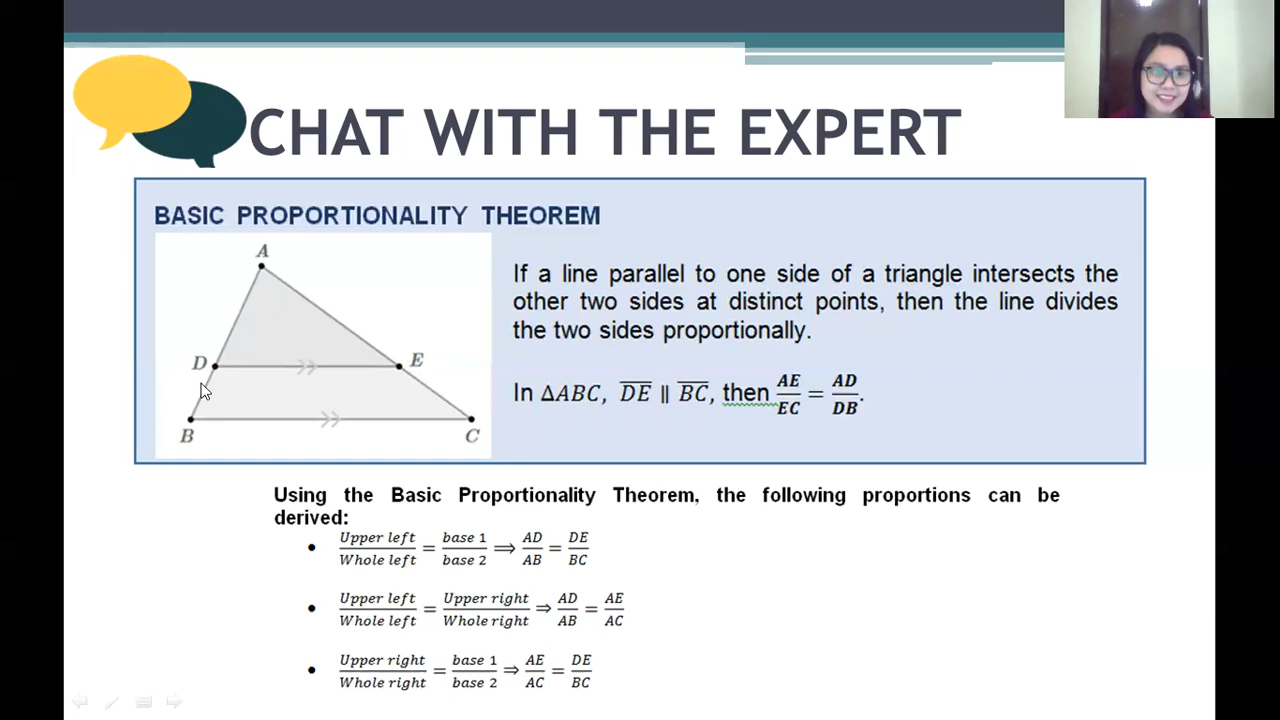 CHAT WITH THE EXPERT
BASIC PROPORTIONALITY THEOREM
A
D
E
B
C
If a line parallel to one side of a triangle intersects the
other two sides at distinct points, then the line divides
the two sides proportionally.
In ΔABC, \overline{DE} ∥ \overline{BC}, then AE/EC = AD/DB.
Using the Basic Proportionality Theorem, the following proportions can be
derived:
• Upper left/Whole left = base 1/base 2 ⟹ AD/AB = DE/BC
• Upper left/Whole left = Upper right/Whole right ⇒ AD/AB = AE/AC
• Upper right/Whole right = base 1/base 2 ⇒ AE/AC = DE/BC